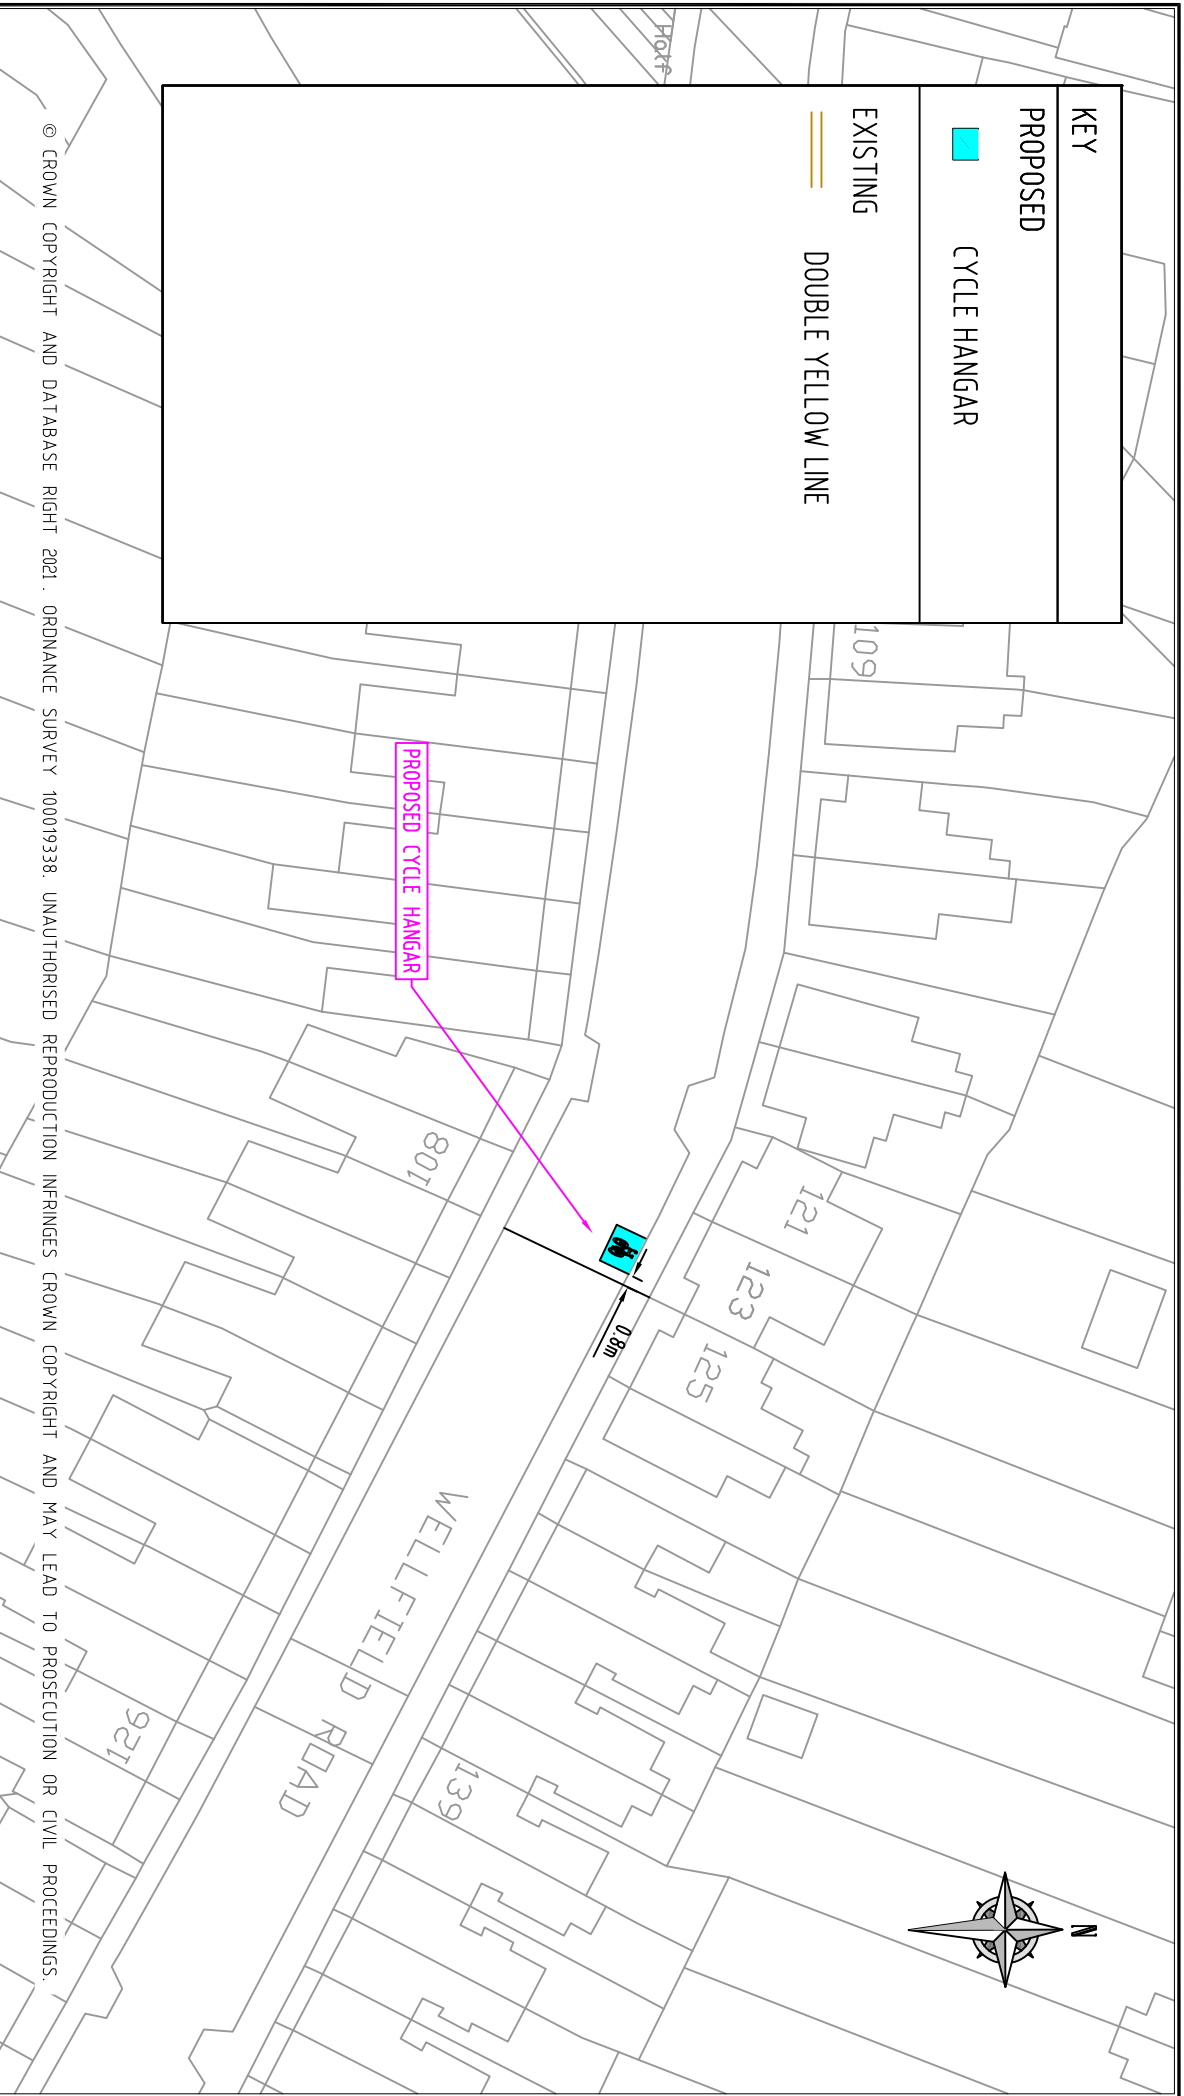 KEY
PROPOSED
CYCLE HANGAR
EXISTING
DOUBLE YELLOW LINE
Half
109
121
123
125
139
0.8m
PROPOSED CYCLE HANGAR
108
126
WELLFIELD ROAD
N
© CROWN COPYRIGHT AND DATABASE RIGHT 2021. ORDNANCE SURVEY 100019338. UNAUTHORISED REPRODUCTION INFRINGES CROWN COPYRIGHT AND MAY LEAD TO PROSECUTION OR CIVIL PROCEEDINGS.